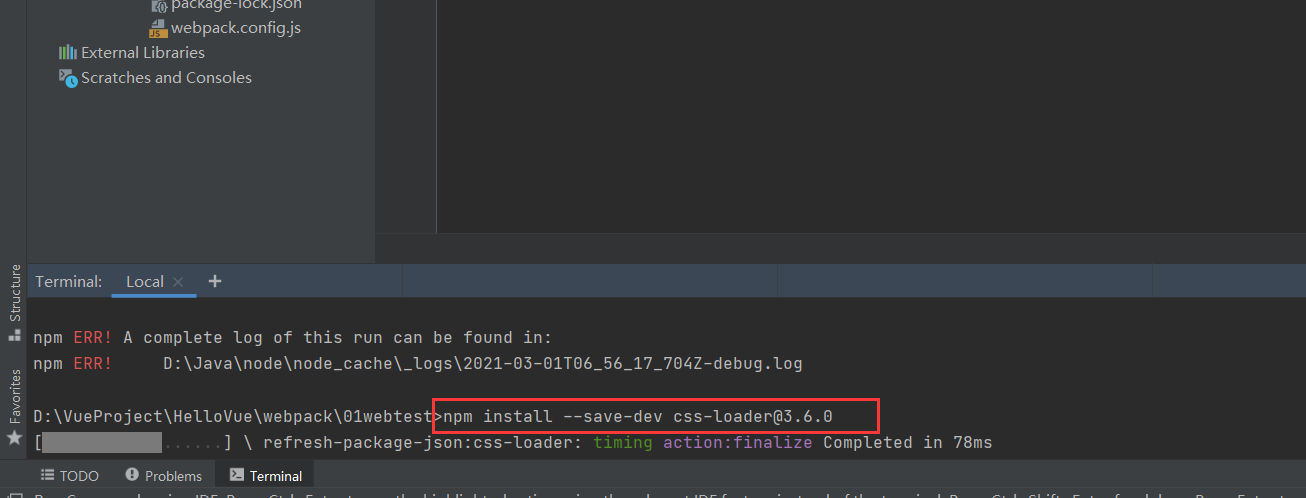 package-lock.json
webpack.config.js
External Libraries
Scratches and Consoles
Structure
Favorites
Terminal: Local
npm ERR! A complete log of this run can be found in:
npm ERR!     D:\Java\node\node_cache\_logs\2021-03-01T06_56_17_704Z-debug.log
D:\VueProject\HelloVue\webpack\01webtest>npm install --save-dev css-loader@3.6.0
[ ......] \ refresh-package-json:css-loader: timing action:finalize Completed in 78ms
TODO Problems Terminal